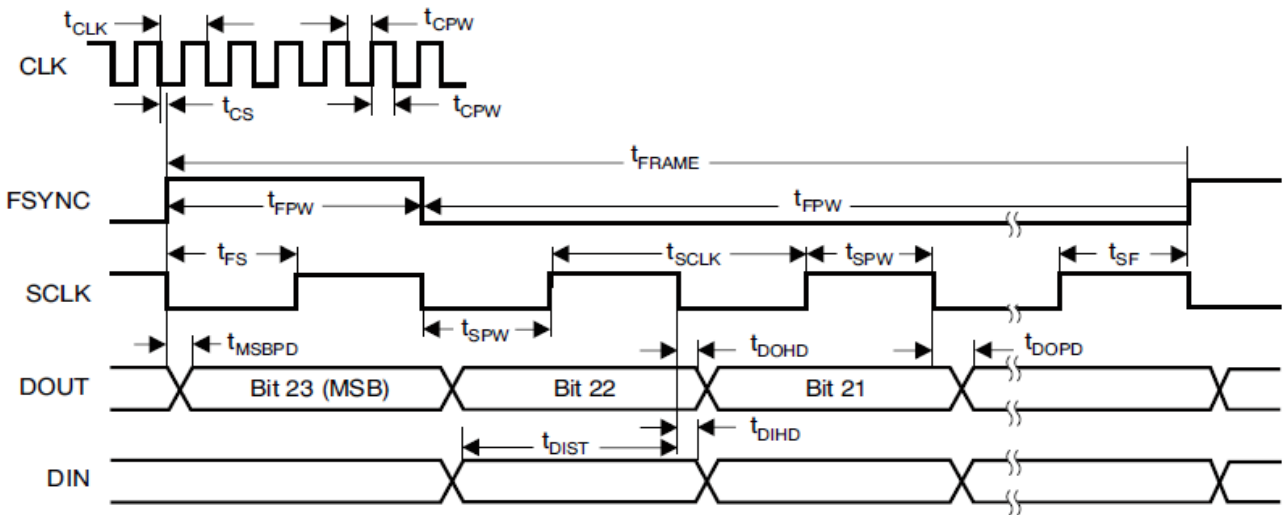 tCLK tCPW
CLK
tCS tCPW
tFRAME
FSYNC tFPW tFPW
tFS tSCLK tSPW tSF
SCLK
tSPW
tMSBPD tDOHD tDOPD
DOUT Bit 23 (MSB) Bit 22 Bit 21
tDIST tDIHD
DIN